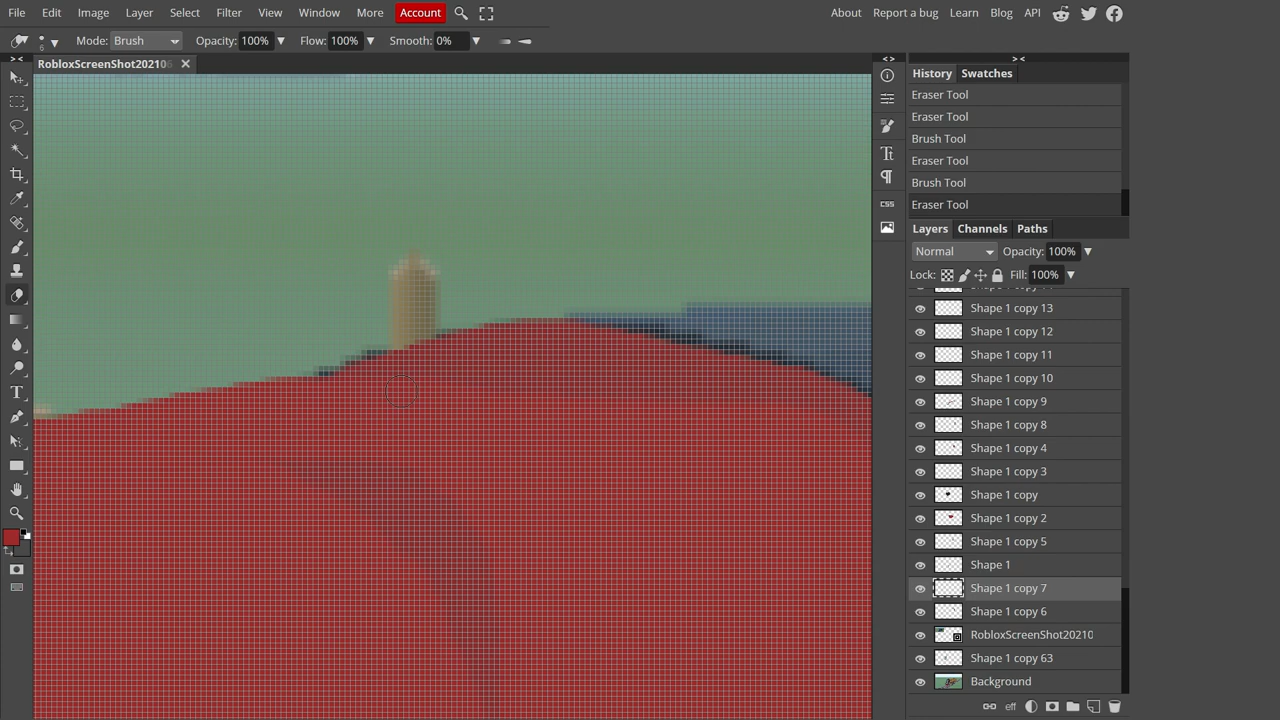 File Edit Image Layer Select Filter View Window More Account About Report a bug Learn Blog API
6 Mode: Brush Opacity: 100% Flow: 100% Smooth: 0%
RobloxScreenShot202106
History Swatches
Eraser Tool
Eraser Tool
Brush Tool
Eraser Tool
Brush Tool
Eraser Tool
Layers Channels Paths
Normal Opacity: 100%
Lock: Fill: 100%
Shape 1 copy 13
Shape 1 copy 12
Shape 1 copy 11
Shape 1 copy 10
Shape 1 copy 9
Shape 1 copy 8
Shape 1 copy 4
Shape 1 copy 3
Shape 1 copy
Shape 1 copy 2
Shape 1 copy 5
Shape 1
Shape 1 copy 7
Shape 1 copy 6
RobloxScreenShot20210
Shape 1 copy 63
Background
CSS
eff